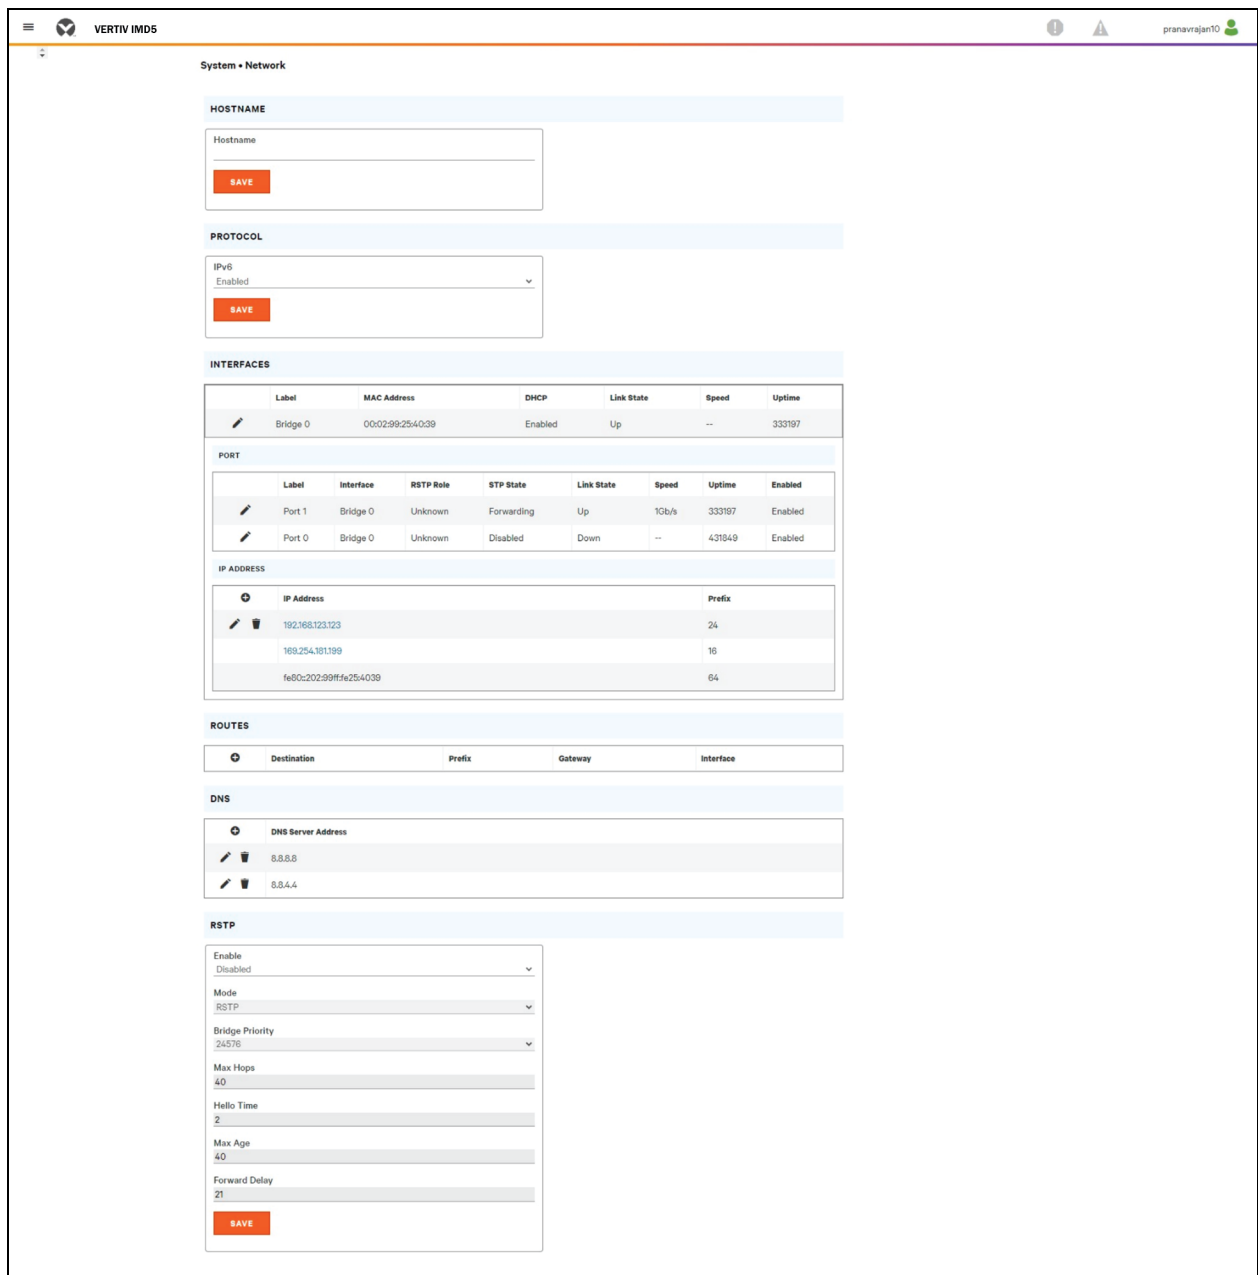 VERTIV IMD5
pranavrajan10
System • Network
HOSTNAME
Hostname
SAVE
PROTOCOL
IPv6
Enabled
SAVE
INTERFACES
Label MAC Address DHCP Link State Speed Uptime
Bridge 0 00:02:99:25:40:39 Enabled Up -- 333197
PORT
Label Interface RSTP Role STP State Link State Speed Uptime Enabled
Port 1 Bridge 0 Unknown Forwarding Up 1Gb/s 333197 Enabled
Port 0 Bridge 0 Unknown Disabled Down -- 431849 Enabled
IP ADDRESS
IP Address Prefix
192.168.123.123 24
169.254.181.199 16
fe80::202:99ff:fe25:4039 64
ROUTES
Destination Prefix Gateway Interface
DNS
DNS Server Address
8.8.8.8
8.8.4.4
RSTP
Enable
Disabled
Mode
RSTP
Bridge Priority
24576
Max Hops
40
Hello Time
2
Max Age
40
Forward Delay
21
SAVE